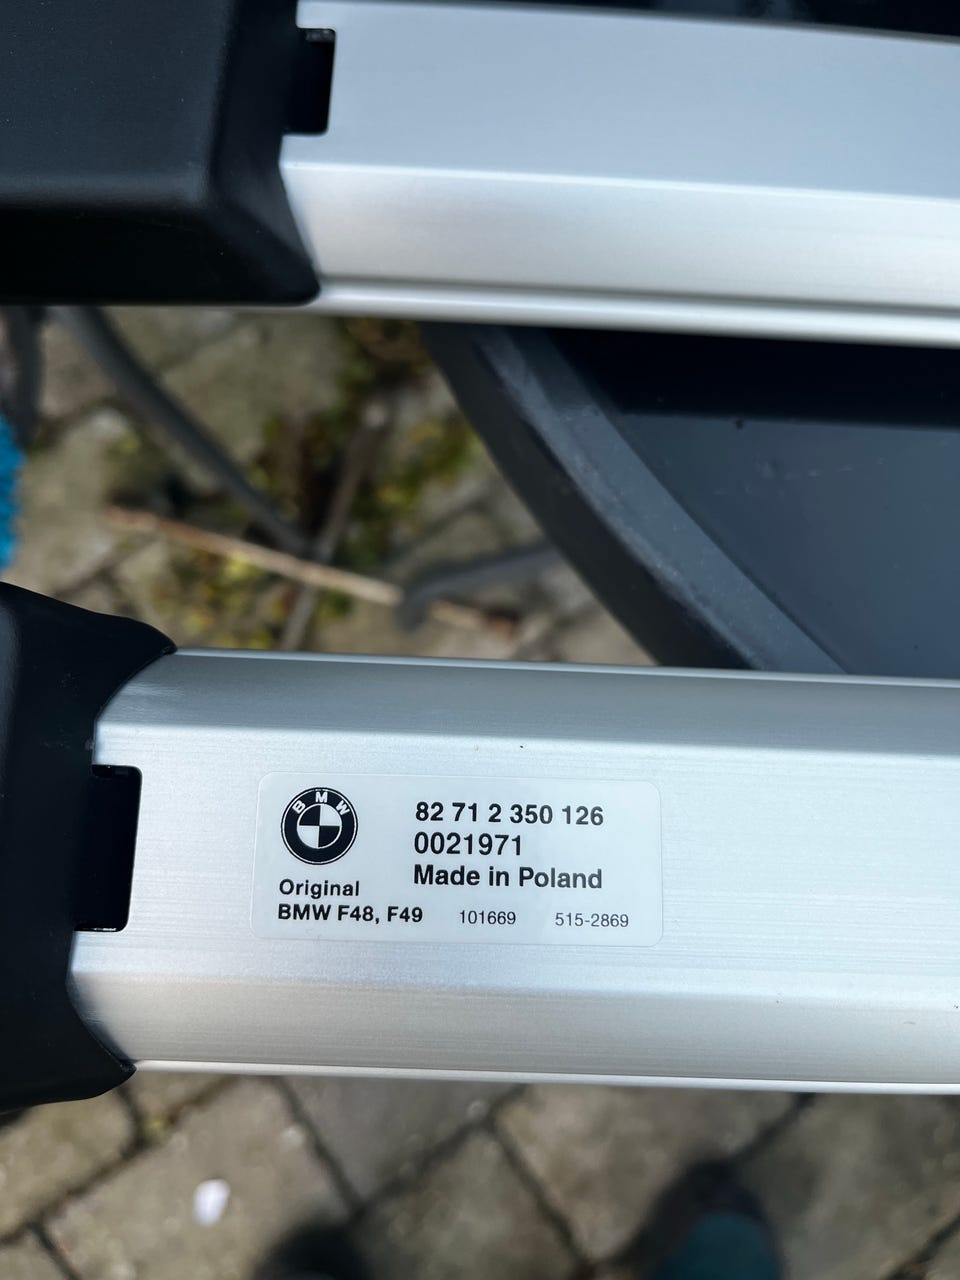 BMW
82 71 2 350 126
0021971
Made in Poland
Original
BMW F48, F49 101669 515-2869